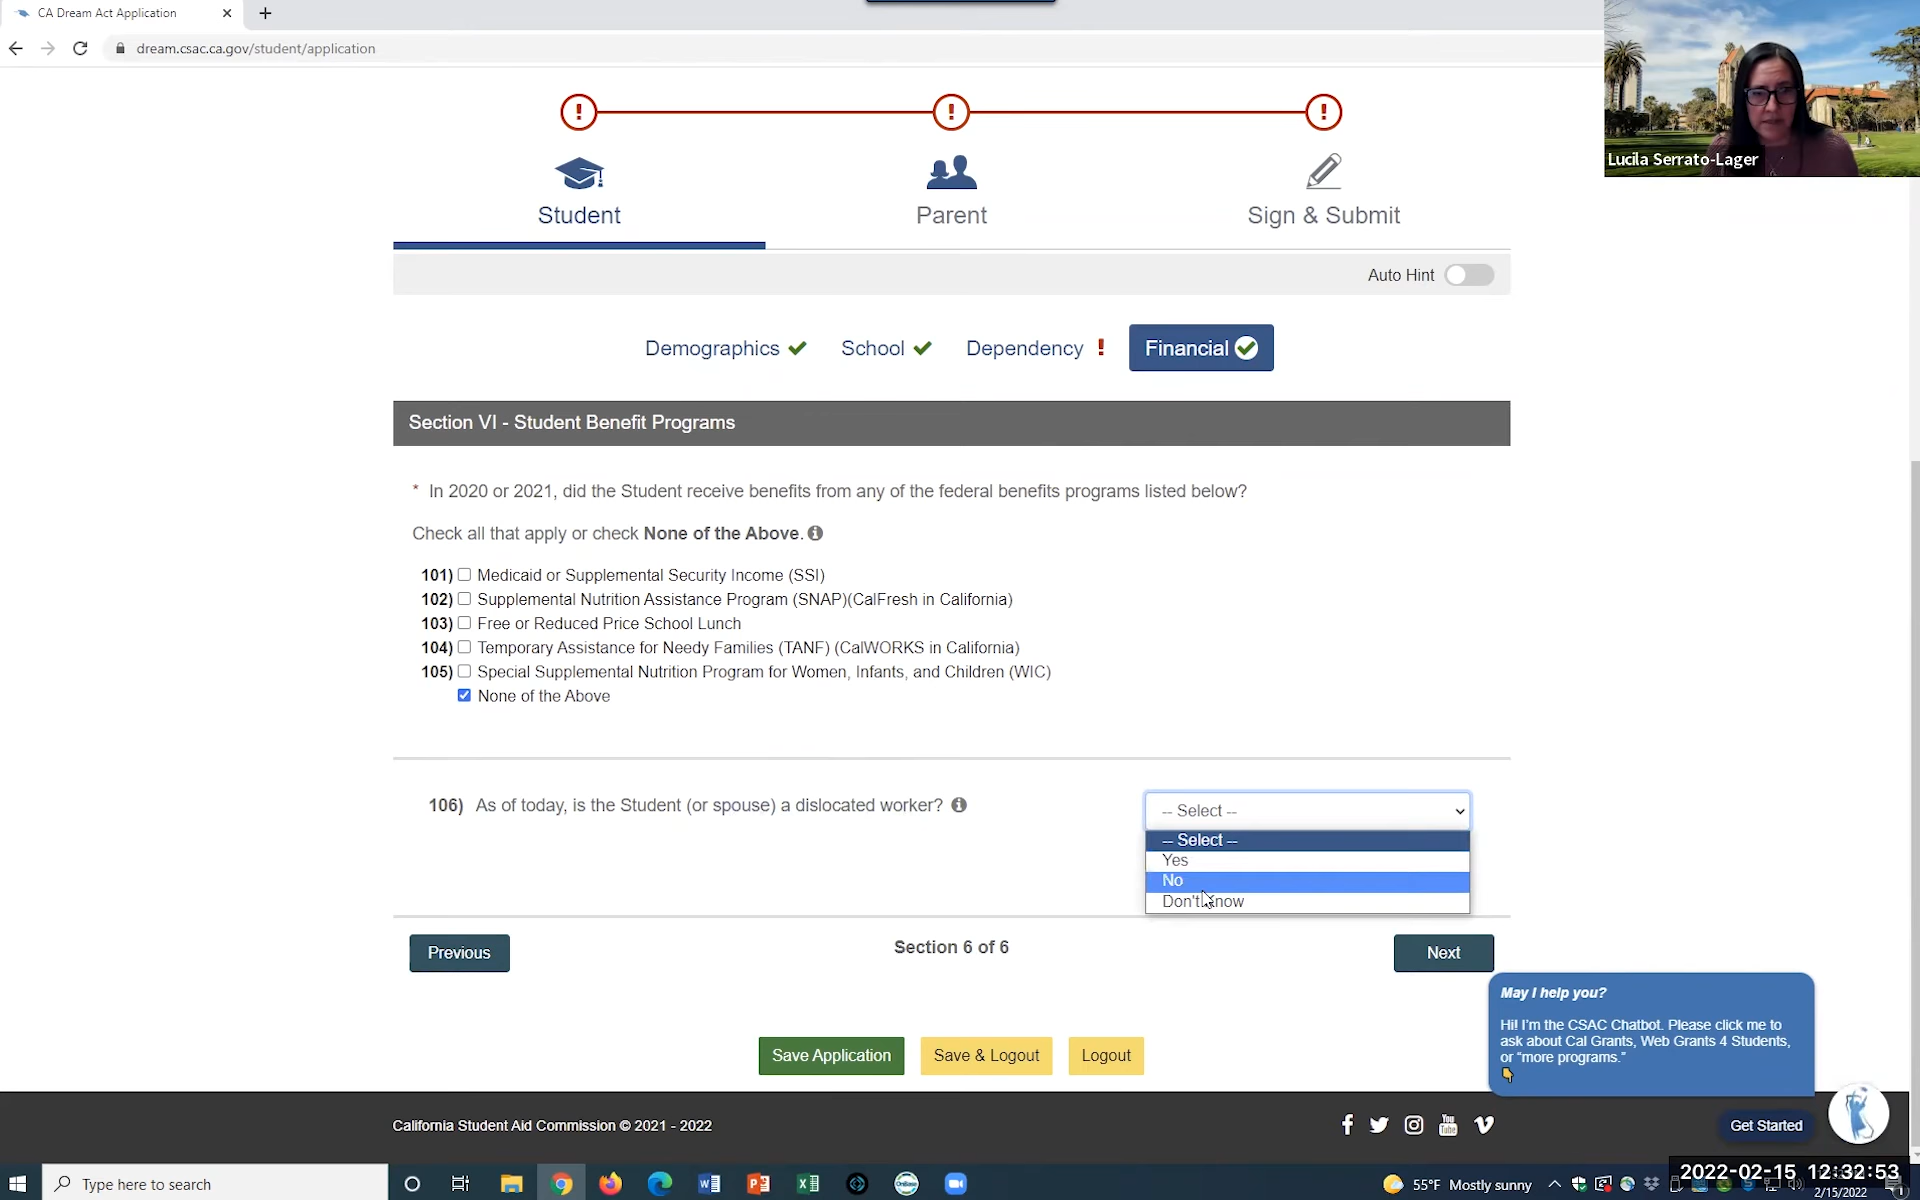 CA Dream Act Application
dream.csac.ca.gov/student/application
Lucila Serrato-Lager
Student
Parent
Sign & Submit
Auto Hint
Demographics
School
Dependency !
Financial
Section VI - Student Benefit Programs
* In 2020 or 2021, did the Student receive benefits from any of the federal benefits programs listed below?
Check all that apply or check None of the Above.
101) Medicaid or Supplemental Security Income (SSI)
102) Supplemental Nutrition Assistance Program (SNAP)(CalFresh in California)
103) Free or Reduced Price School Lunch
104) Temporary Assistance for Needy Families (TANF) (CalWORKS in California)
105) Special Supplemental Nutrition Program for Women, Infants, and Children (WIC)
None of the Above
106) As of today, is the Student (or spouse) a dislocated worker?
-- Select --
-- Select --
Yes
No
Don't Know
Previous
Section 6 of 6
Next
May I help you?
Hi! I'm the CSAC Chatbot. Please click me to
ask about Cal Grants, Web Grants 4 Students,
or "more programs."
Save Application
Save & Logout
Logout
California Student Aid Commission © 2021 - 2022
Get Started
Type here to search
55°F Mostly sunny
2022-02-15 12:32:53
2/15/2022